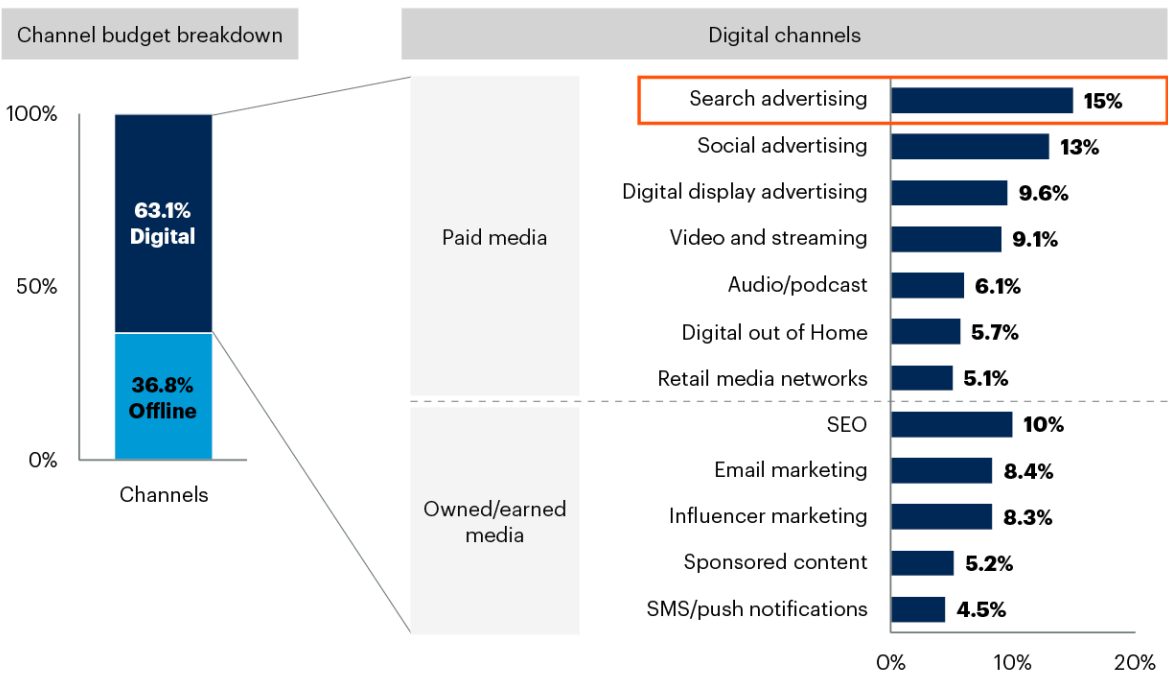 Channel budget breakdown
Digital channels
100%
50%
0%
63.1%
Digital
36.8%
Offline
Channels
Paid media
Search advertising 15%
Social advertising 13%
Digital display advertising 9.6%
Video and streaming 9.1%
Audio/podcast 6.1%
Digital out of Home 5.7%
Retail media networks 5.1%
Owned/earned
media
SEO 10%
Email marketing 8.4%
Influencer marketing 8.3%
Sponsored content 5.2%
SMS/push notifications 4.5%
0% 10% 20%